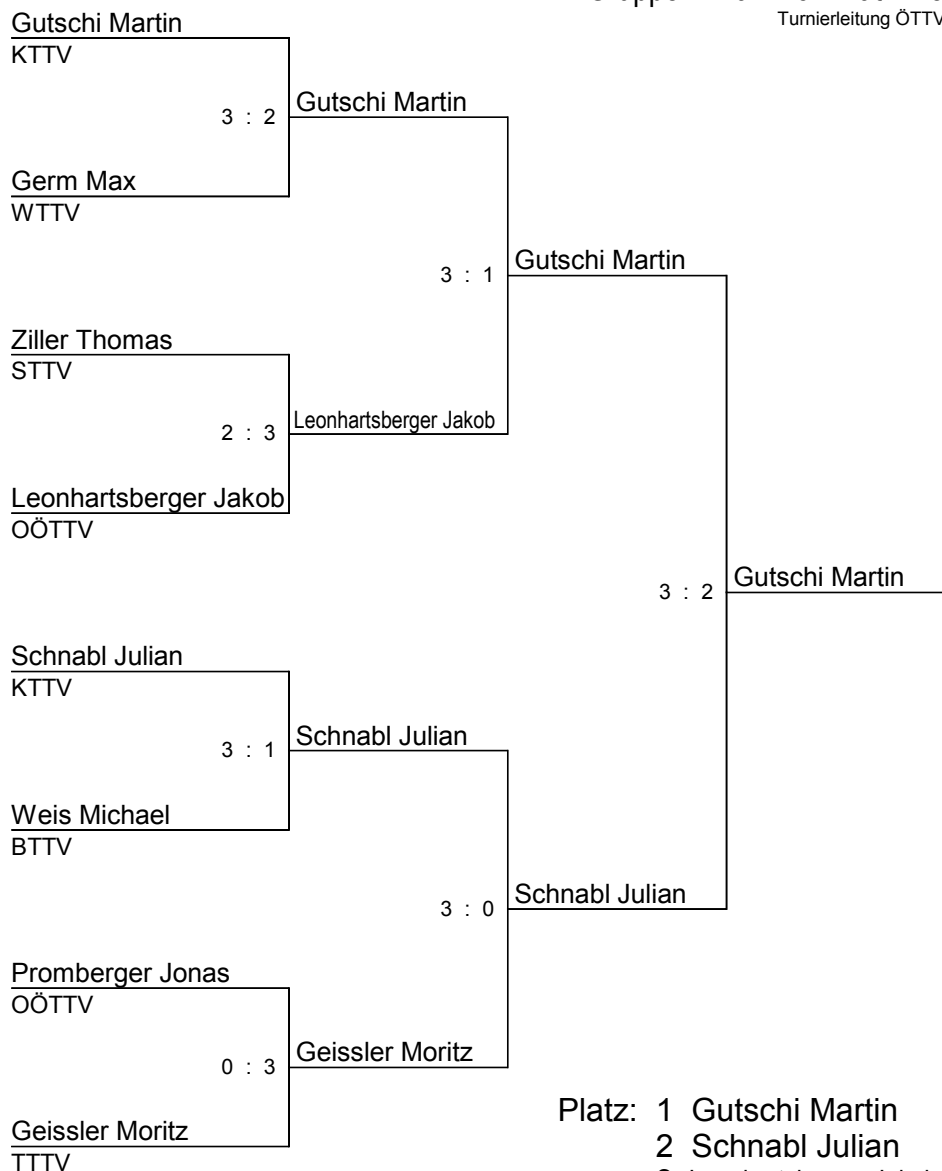 Turnierleitung ÖTTV
Gutschi Martin
KTTV
3 : 2
Gutschi Martin
Germ Max
WTTV
3 : 1
Gutschi Martin
Ziller Thomas
STTV
2 : 3
Leonhartsberger Jakob
Leonhartsberger Jakob
OÖTTV
3 : 2
Gutschi Martin
Schnabl Julian
KTTV
3 : 1
Schnabl Julian
Weis Michael
BTTV
3 : 0
Schnabl Julian
Promberger Jonas
OÖTTV
0 : 3
Geissler Moritz
Geissler Moritz
TTTV
Platz: 1 Gutschi Martin
2 Schnabl Julian